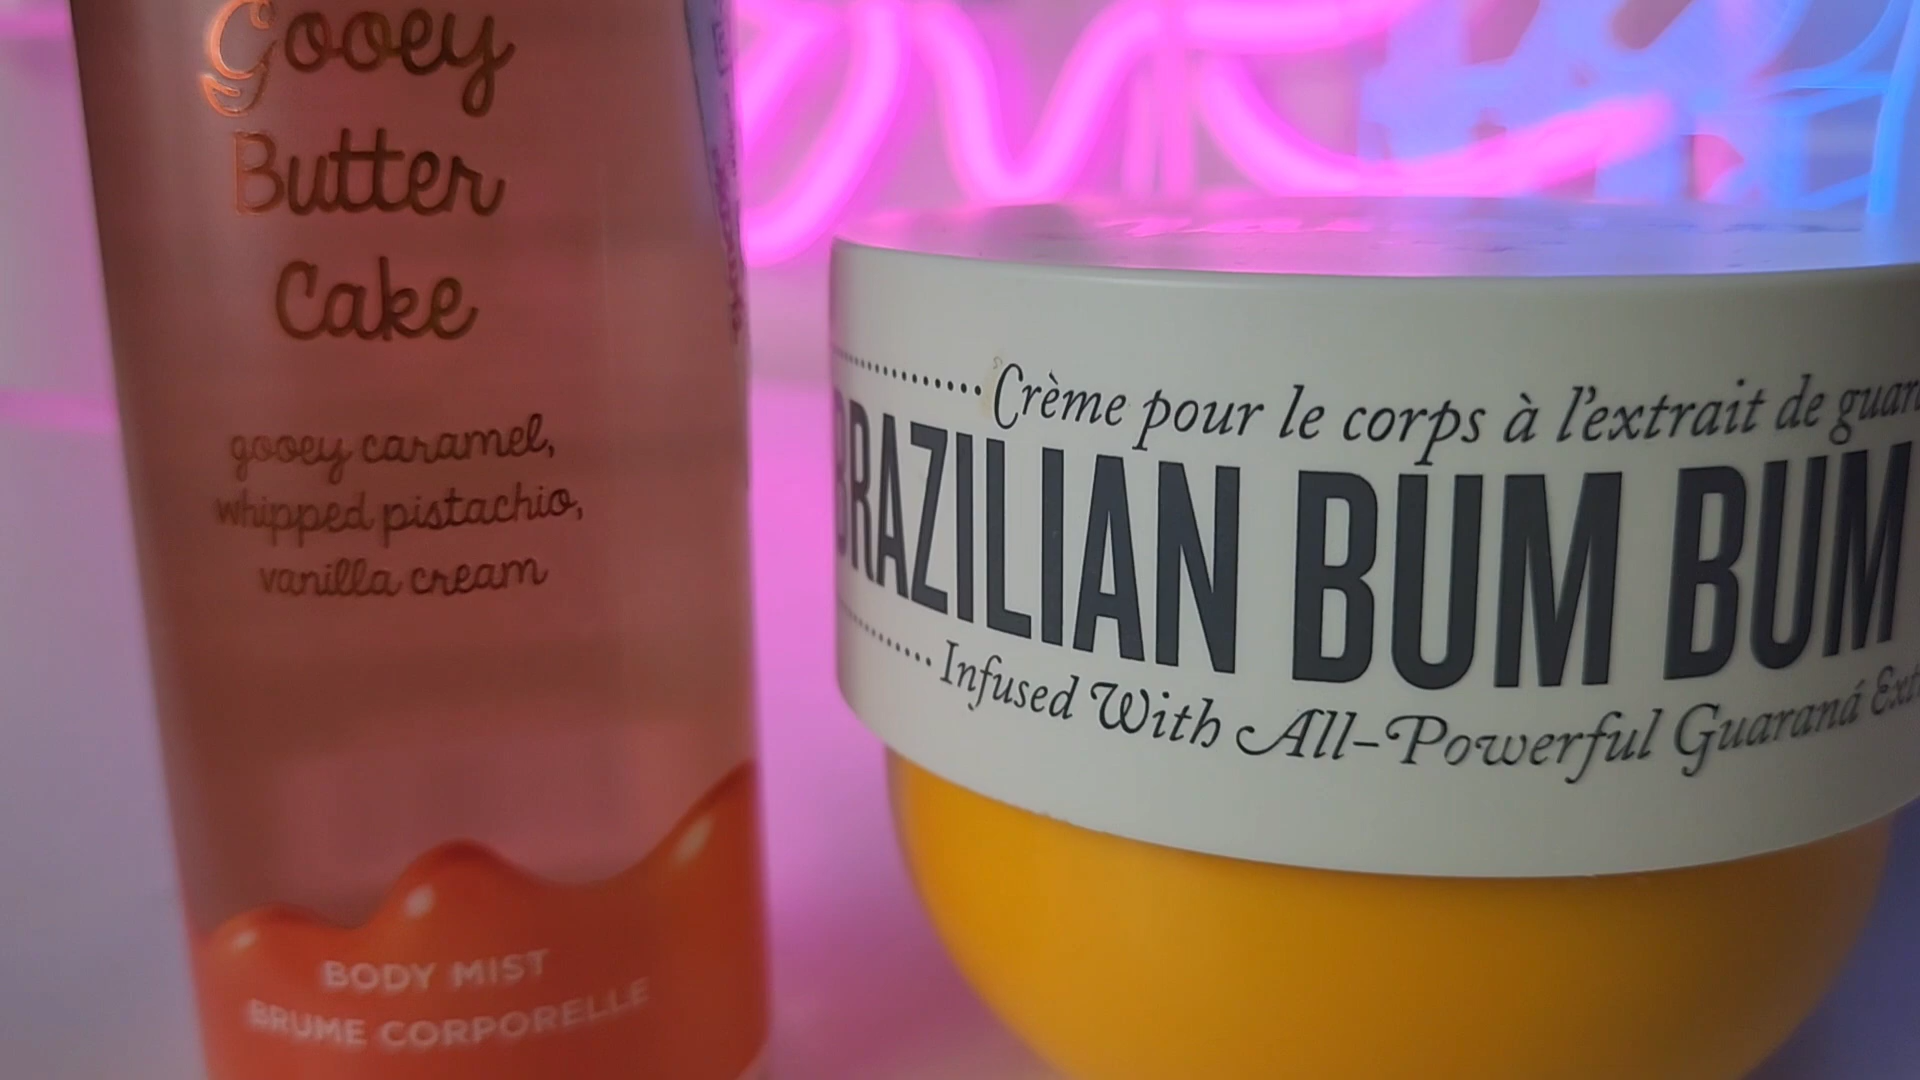 Gooey
Butter
Cake
gooey caramel,
whipped pistachio,
vanilla cream
BODY MIST
BRUME CORPORELLE
Crème pour le corps à l'extrait de
BRAZILIAN BUM BUM
Infused With All-Powerful Guaraná